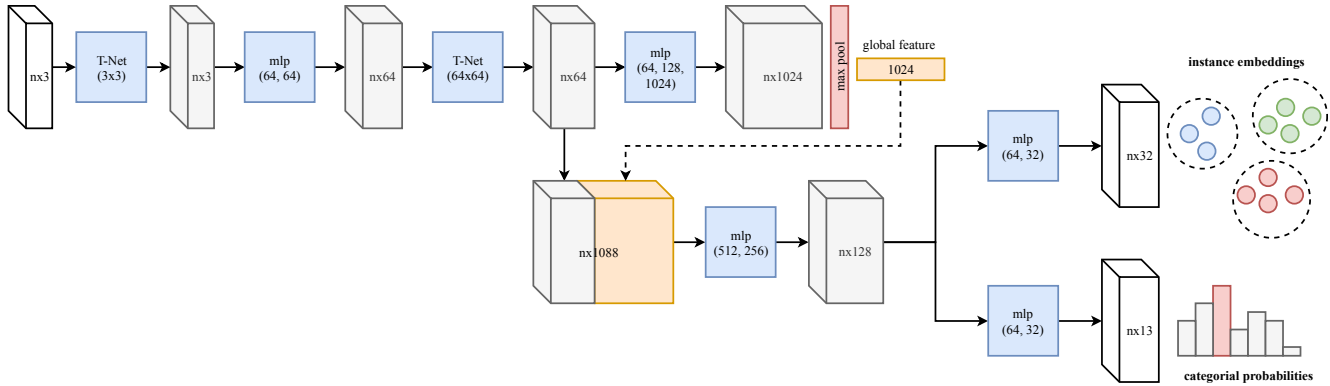 nx3
T-Net
(3x3)
nx3
mlp
(64, 64)
nx64
T-Net
(64x64)
nx64
mlp
(64, 128,
1024)
nx1024
max pool
global feature
1024
nx1088
mlp
(512, 256)
nx128
mlp
(64, 32)
nx32
instance embeddings
mlp
(64, 32)
nx13
categorial probabilities